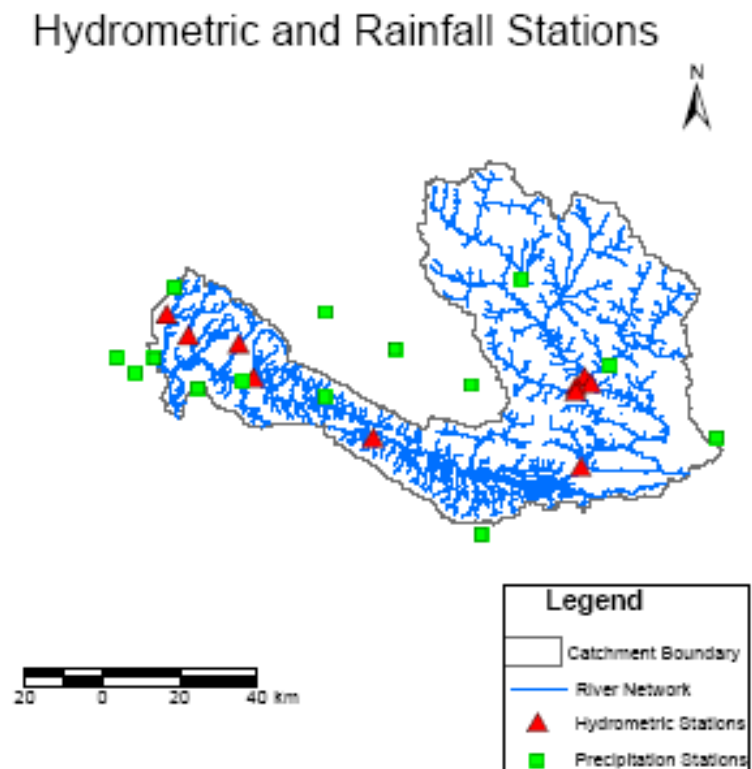 Hydrometric and Rainfall Stations
N
20 0 20 40 km
Legend
Catchment Boundary
River Network
Hydrometric Stations
Precipitation Stations